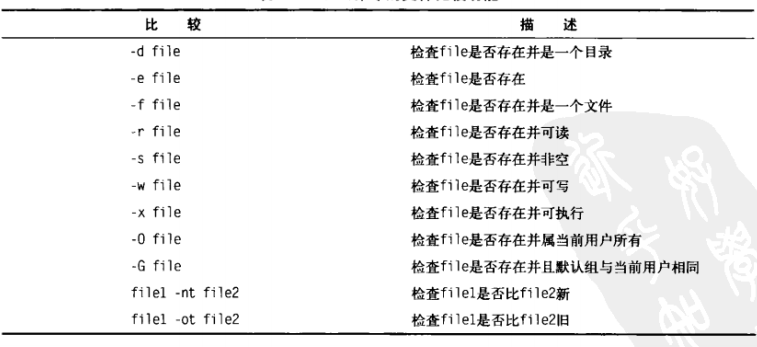 比 较 描 述
-d file 检查file是否存在并是一个目录
-e file 检查file是否存在
-f file 检查file是否存在并是一个文件
-r file 检查file是否存在并可读
-s file 检查file是否存在并非空
-w file 检查file是否存在并可写
-x file 检查file是否存在并可执行
-O file 检查file是否存在并属当前用户所有
-G file 检查file是否存在并且默认组与当前用户相同
file1 -nt file2 检查file1是否比file2新
file1 -ot file2 检查file1是否比file2旧